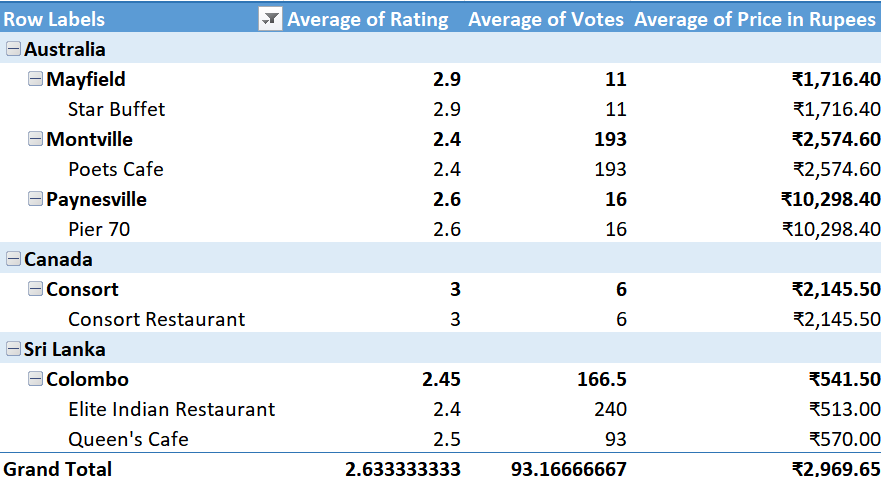 Row Labels Average of Rating Average of Votes Average of Price in Rupees
Australia
Mayfield 2.9 11 ₹1,716.40
Star Buffet 2.9 11 ₹1,716.40
Montville 2.4 193 ₹2,574.60
Poets Cafe 2.4 193 ₹2,574.60
Paynesville 2.6 16 ₹10,298.40
Pier 70 2.6 16 ₹10,298.40
Canada
Consort 3 6 ₹2,145.50
Consort Restaurant 3 6 ₹2,145.50
Sri Lanka
Colombo 2.45 166.5 ₹541.50
Elite Indian Restaurant 2.4 240 ₹513.00
Queen's Cafe 2.5 93 ₹570.00
Grand Total 2.633333333 93.16666667 ₹2,969.65